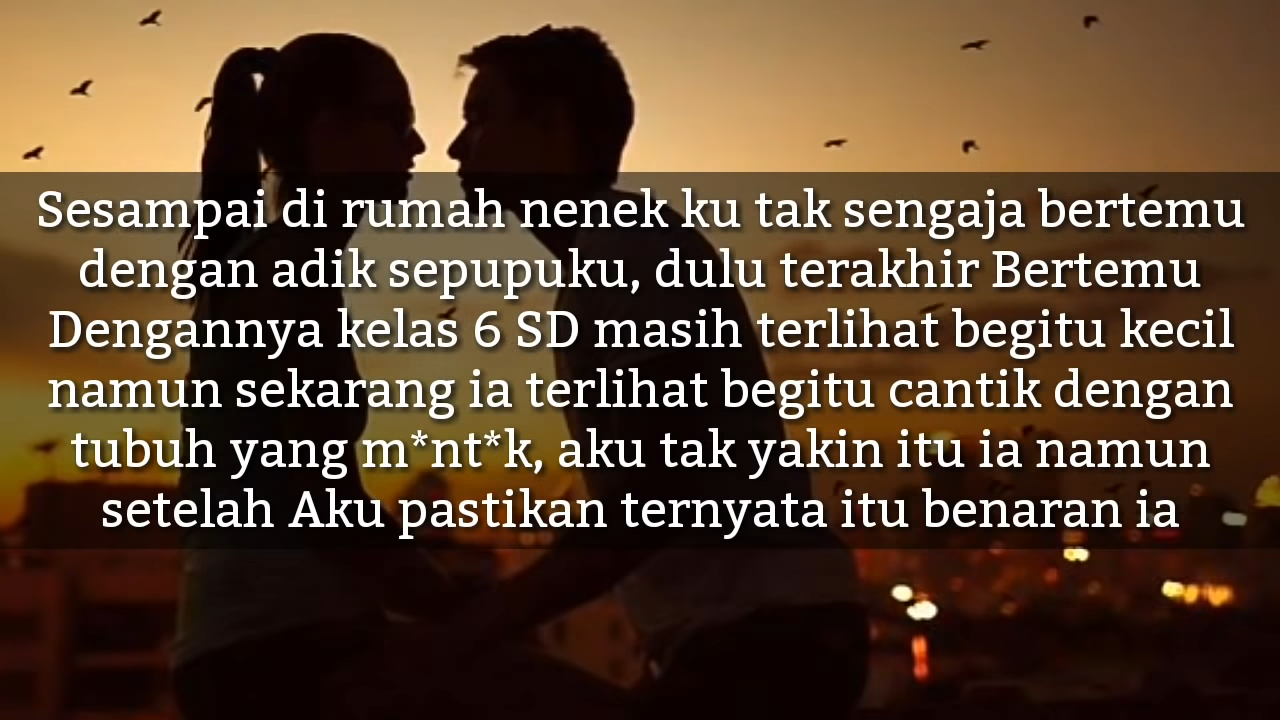 Sesampai di rumah nenek ku tak sengaja bertemu
dengan adik sepupuku, dulu terakhir Bertemu
Dengannya kelas 6 SD masih terlihat begitu kecil
namun sekarang ia terlihat begitu cantik dengan
tubuh yang m*nt*k, aku tak yakin itu ia namun
setelah Aku pastikan ternyata itu benaran ia